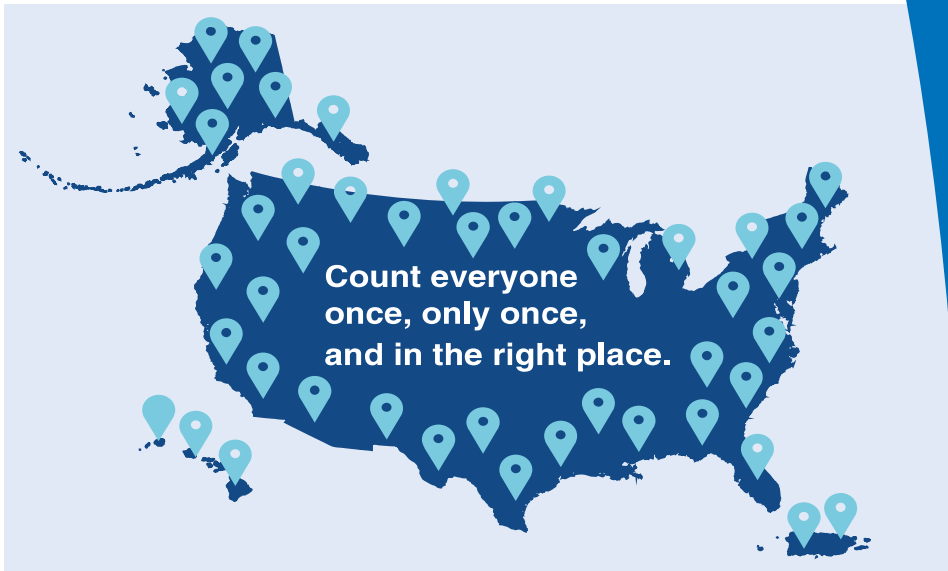 Count everyone
once, only once,
and in the right place.